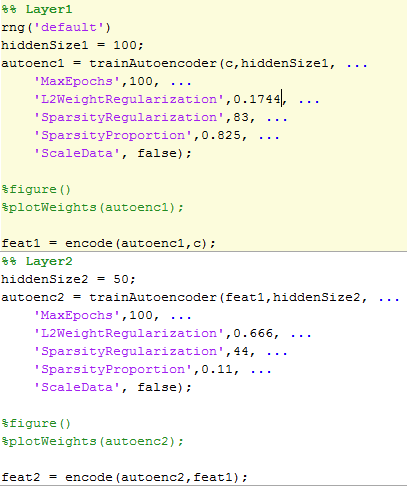 %% Layer1
rng('default')
hiddenSize1 = 100;
autoenc1 = trainAutoencoder(c,hiddenSize1, ...
'MaxEpochs',100, ...
'L2WeightRegularization',0.1744, ...
'SparsityRegularization',83, ...
'SparsityProportion',0.825, ...
'ScaleData', false);
%figure()
%plotWeights(autoenc1);
feat1 = encode(autoenc1,c);
%% Layer2
hiddenSize2 = 50;
autoenc2 = trainAutoencoder(feat1,hiddenSize2, ...
'MaxEpochs',100, ...
'L2WeightRegularization',0.666, ...
'SparsityRegularization',44, ...
'SparsityProportion',0.11, ...
'ScaleData', false);
%figure()
%plotWeights(autoenc2);
feat2 = encode(autoenc2,feat1);